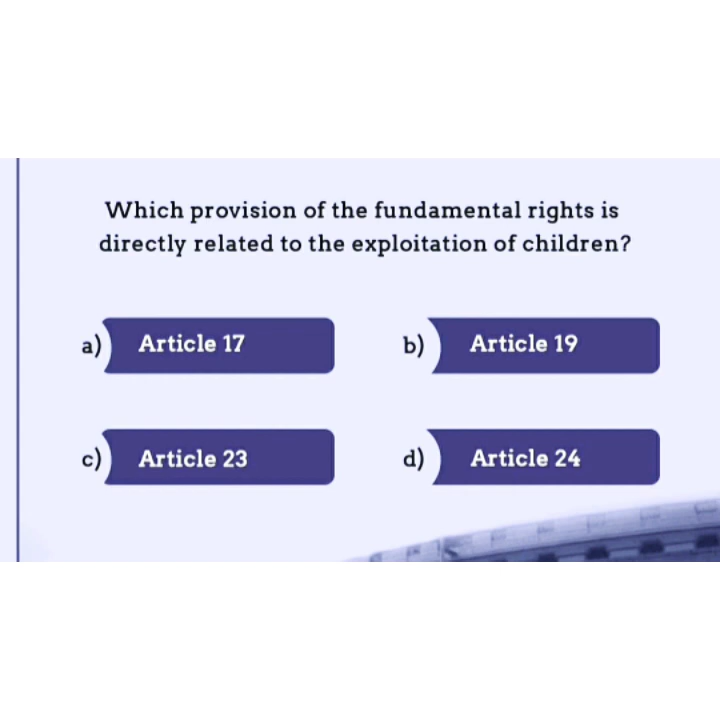 Which provision of the fundamental rights is
directly related to the exploitation of children?
a) Article 17
b) Article 19
c) Article 23
d) Article 24